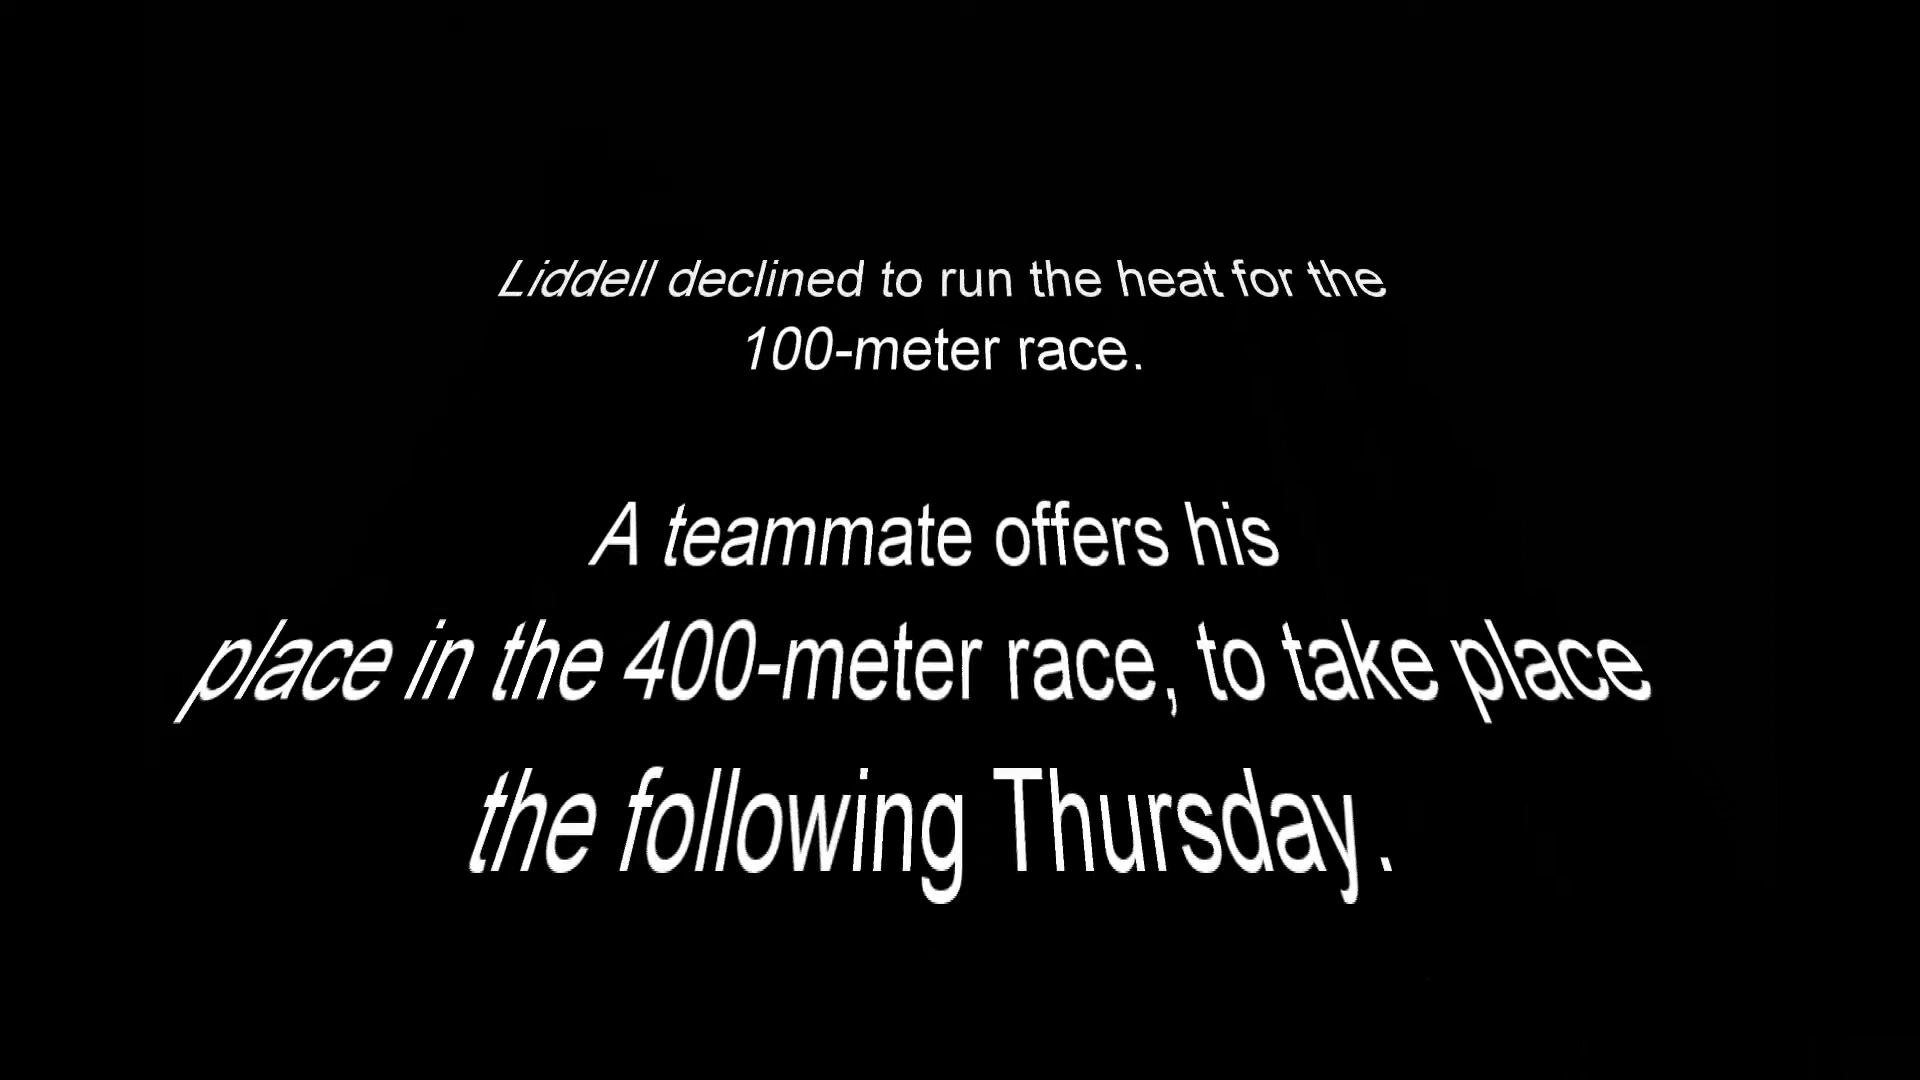 Liddell declined to run the heat for the
100-meter race.
A teammate offers his
place in the 400-meter race, to take place
the following Thursday.